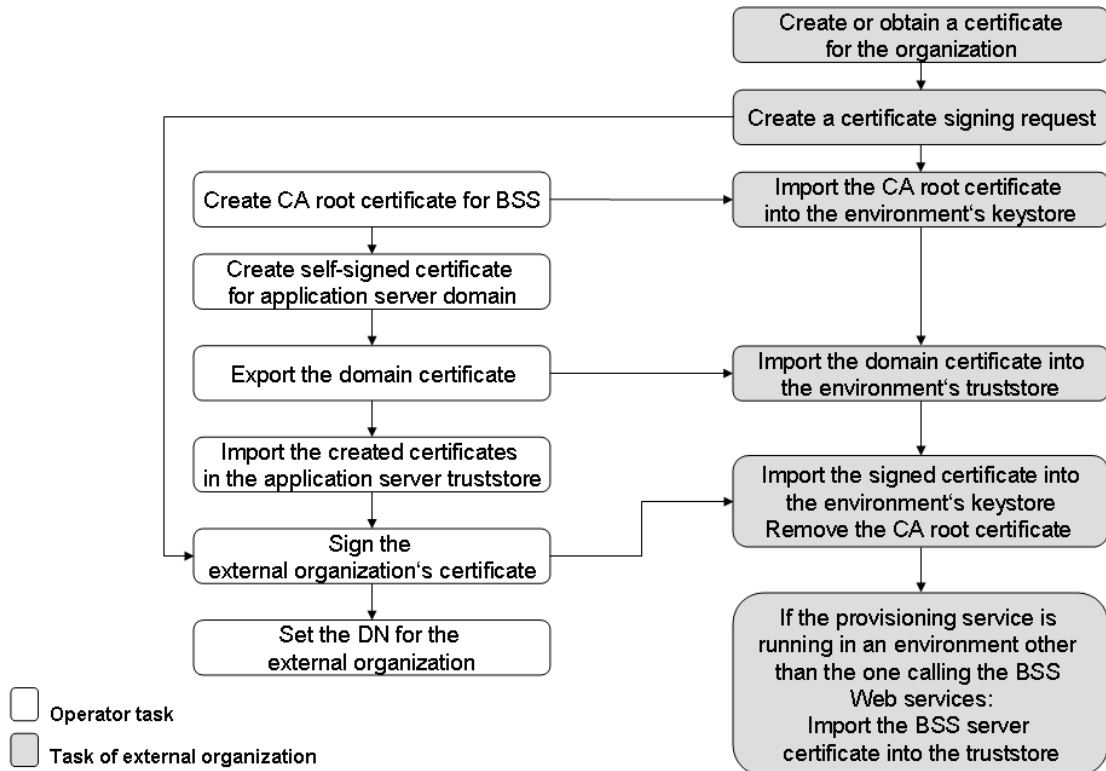 Create or obtain a certificate
for the organization
Create a certificate signing request
Create CA root certificate for BSS
Import the CA root certificate
into the environment‘s keystore
Create self-signed certificate
for application server domain
Export the domain certificate
Import the domain certificate into
the environment‘s truststore
Import the created certificates
in the application server truststore
Import the signed certificate into
the environment‘s keystore
Remove the CA root certificate
Sign the
external organization‘s certificate
Set the DN for the
external organization
If the provisioning service is
running in an environment other
than the one calling the BSS
Web services:
Import the BSS server
certificate into the truststore
Operator task
Task of external organization